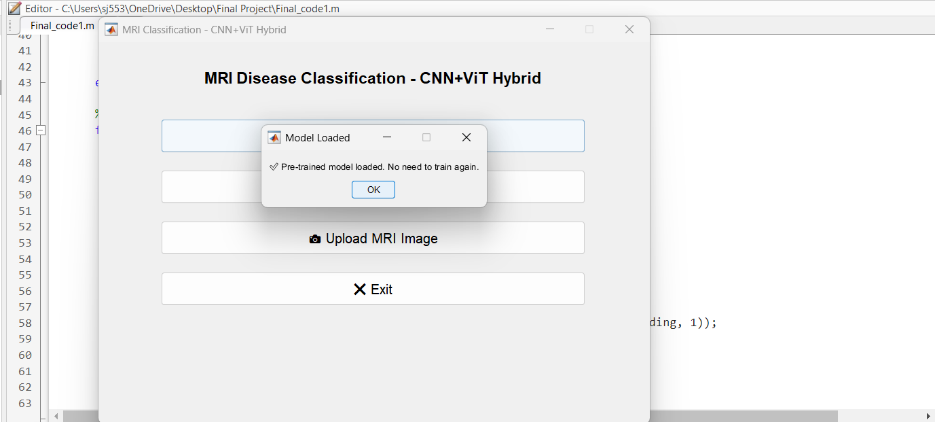 Editor - C:\Users\sj553\OneDrive\Desktop\Final Project\Final_code1.m
Final_code1.m
MRI Classification - CNN+ViT Hybrid
MRI Disease Classification - CNN+ViT Hybrid
Model Loaded
✓ Pre-trained model loaded. No need to train again.
OK
Upload MRI Image
Exit
41
42
43
44
45
46
47
48
49
50
51
52
53
54
55
56
57
58
ding, 1));
59
60
61
62
63